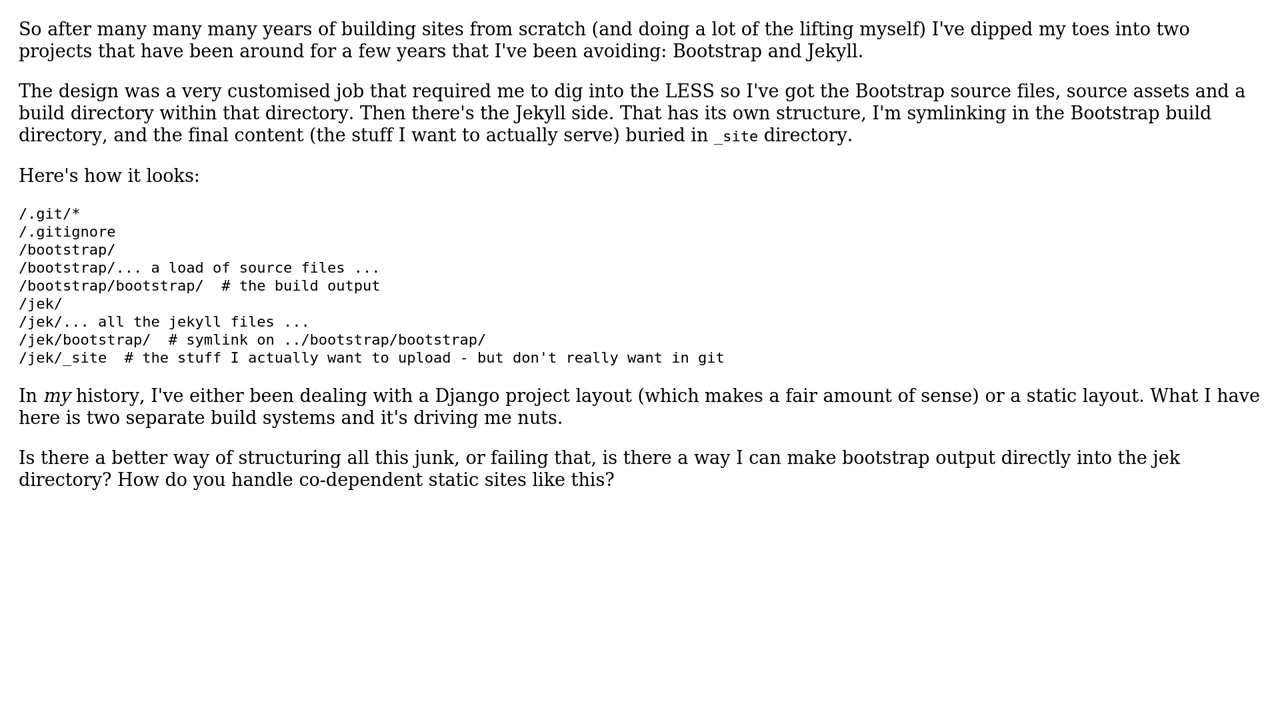 So after many many many years of building sites from scratch (and doing a lot of the lifting myself) I've dipped my toes into two
projects that have been around for a few years that I've been avoiding: Bootstrap and Jekyll.
The design was a very customised job that required me to dig into the LESS so I've got the Bootstrap source files, source assets and a
build directory within that directory. Then there's the Jekyll side. That has its own structure, I'm symlinking in the Bootstrap build
directory, and the final content (the stuff I want to actually serve) buried in _site directory.
Here's how it looks:
/.git/*
/.gitignore
/bootstrap/
/bootstrap/... a load of source files ...
/bootstrap/bootstrap/  # the build output
/jek/
/jek/... all the jekyll files ...
/jek/bootstrap/  # symlink on ../bootstrap/bootstrap/
/jek/_site  # the stuff I actually want to upload - but don't really want in git
In my history, I've either been dealing with a Django project layout (which makes a fair amount of sense) or a static layout. What I have
here is two separate build systems and it's driving me nuts.
Is there a better way of structuring all this junk, or failing that, is there a way I can make bootstrap output directly into the jek
directory? How do you handle co-dependent static sites like this?